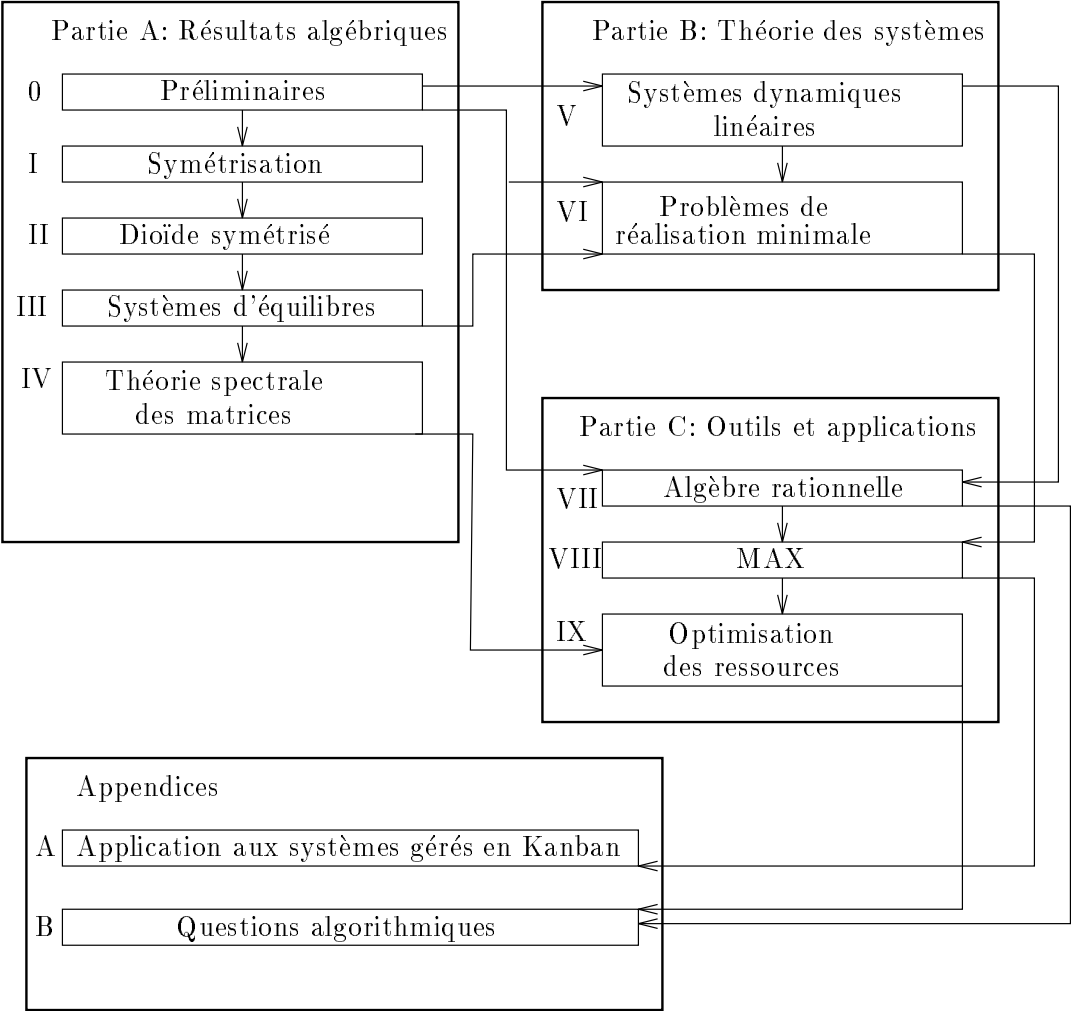 Partie A: Résultats algébriques
0 Préliminaires
I Symétrisation
II Dioïde symétrisé
III Systèmes d'équilibres
IV Théorie spectrale
des matrices
Partie B: Théorie des systèmes
V Systèmes dynamiques
linéaires
VI Problèmes de
réalisation minimale
Partie C: Outils et applications
VII Algèbre rationnelle
VIII MAX
IX Optimisation
des ressources
Appendices
A Application aux systèmes gérés en Kanban
B Questions algorithmiques